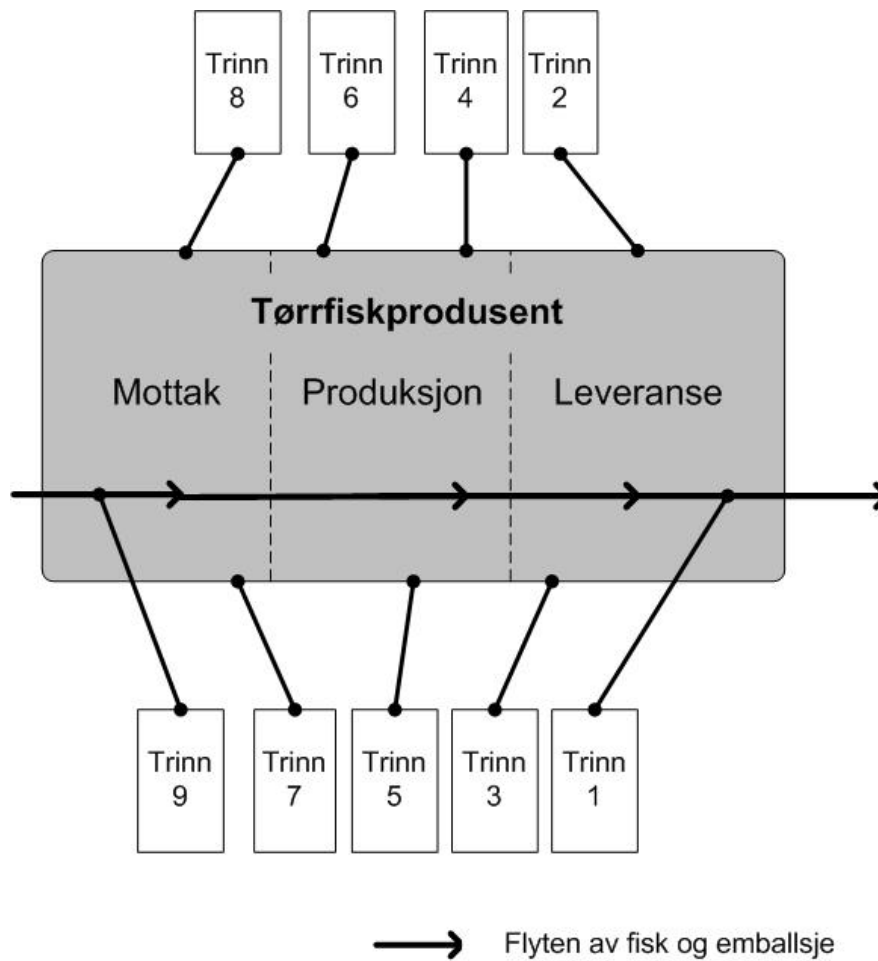 Trinn
8
Trinn
6
Trinn
4
Trinn
2
Tørrfiskprodusent
Mottak
Produksjon
Leveranse
Trinn
9
Trinn
7
Trinn
5
Trinn
3
Trinn
1
Flyten av fisk og emballsje